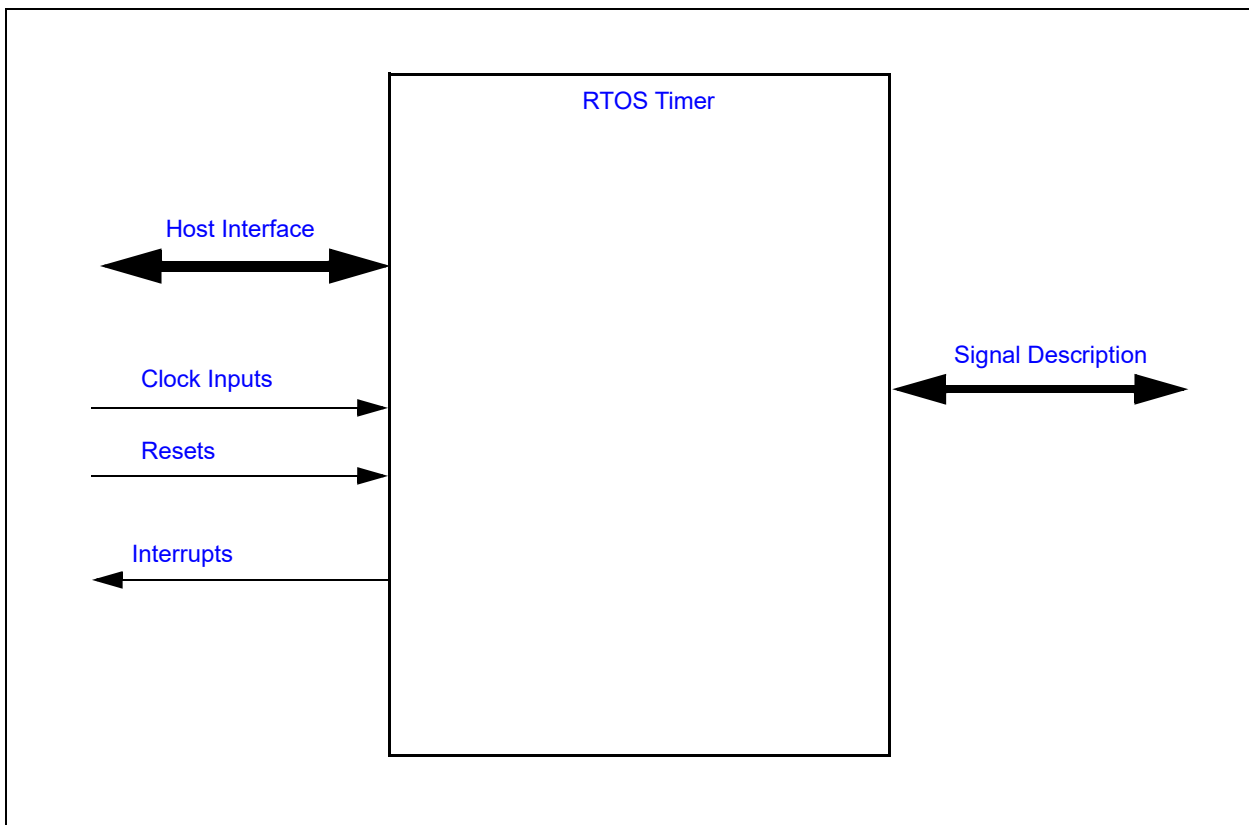 RTOS Timer
Host Interface
Signal Description
Clock Inputs
Resets
Interrupts